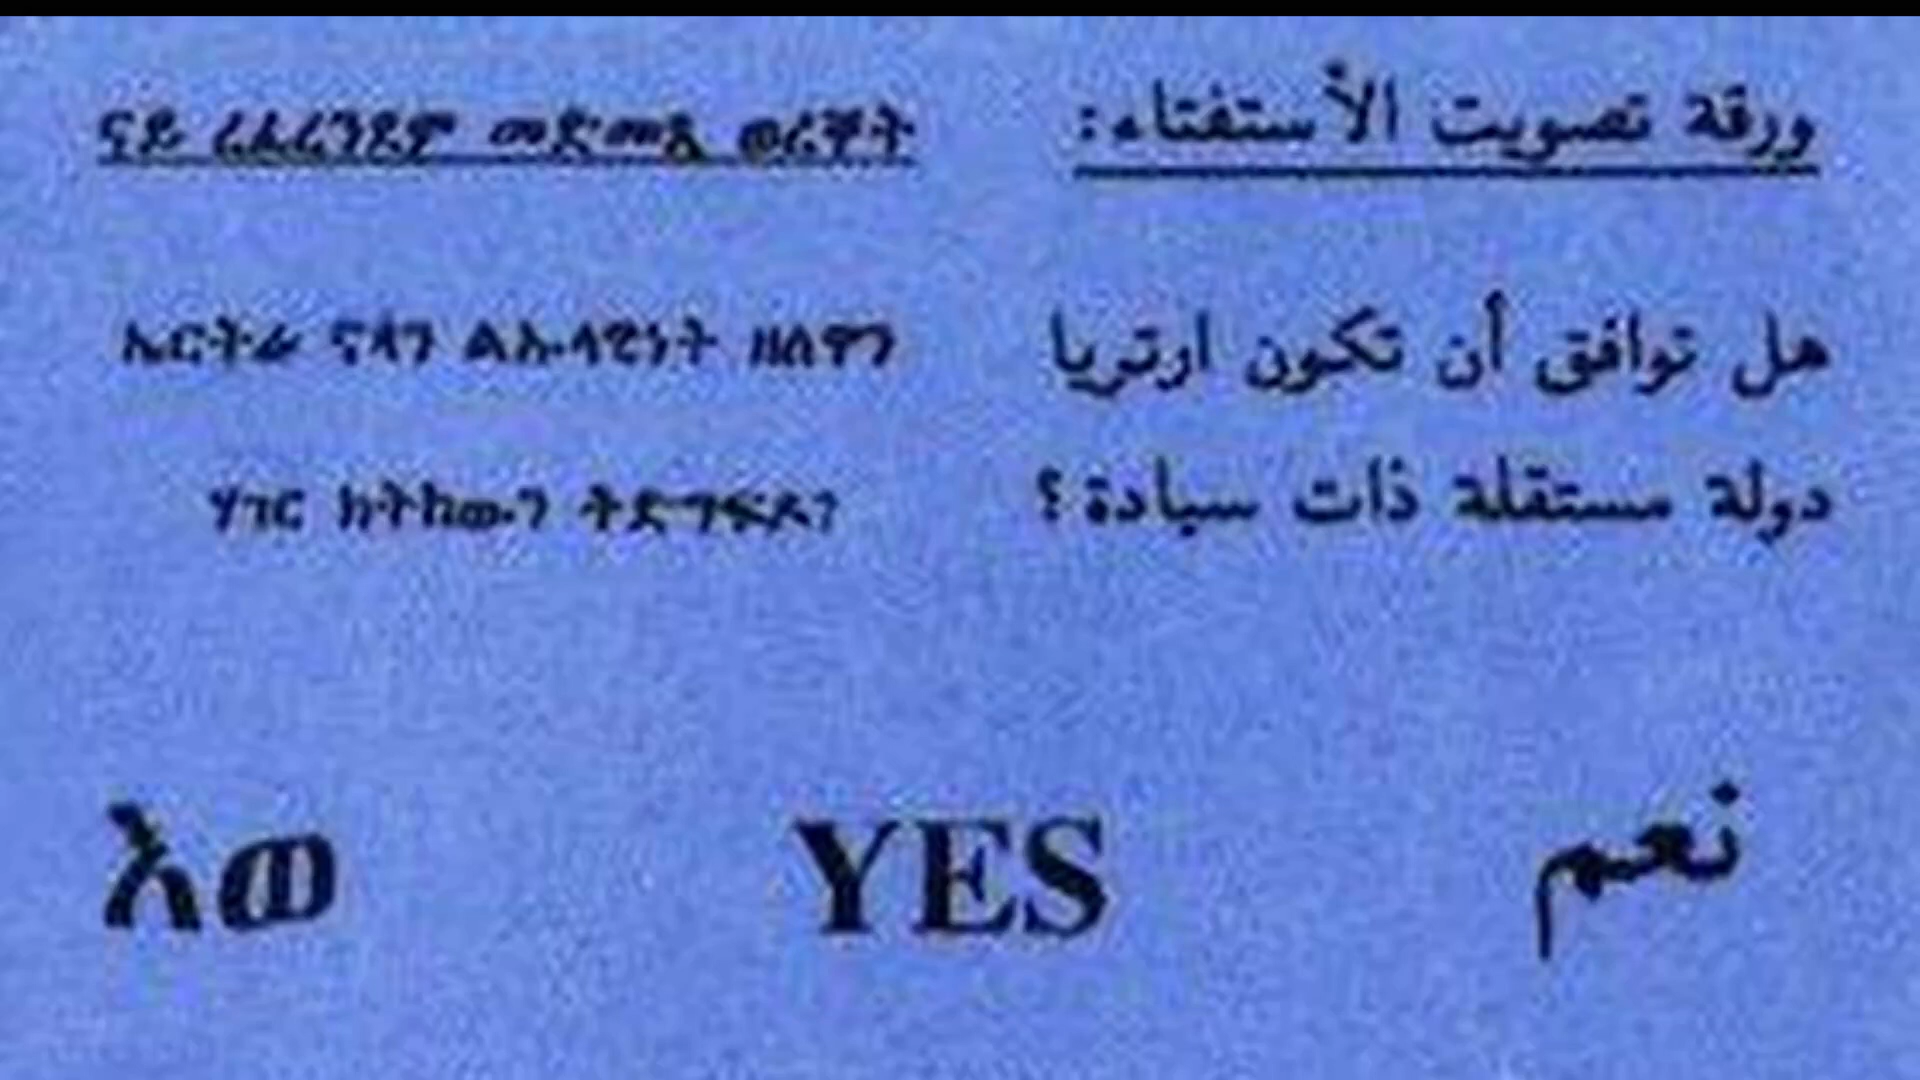 ናይ ረፈረንደም መድመጺ ወረቐት
ورقة تصويت الأستفتاء:
ኤርትራ ናጻን ልኡላዊነት ዘለዋን
هل توافق أن تكون ارتريا
ሃገር ክትከውን ትድግፍዶ?
دولة مستقلة ذات سيادة؟
እወ YES نعم